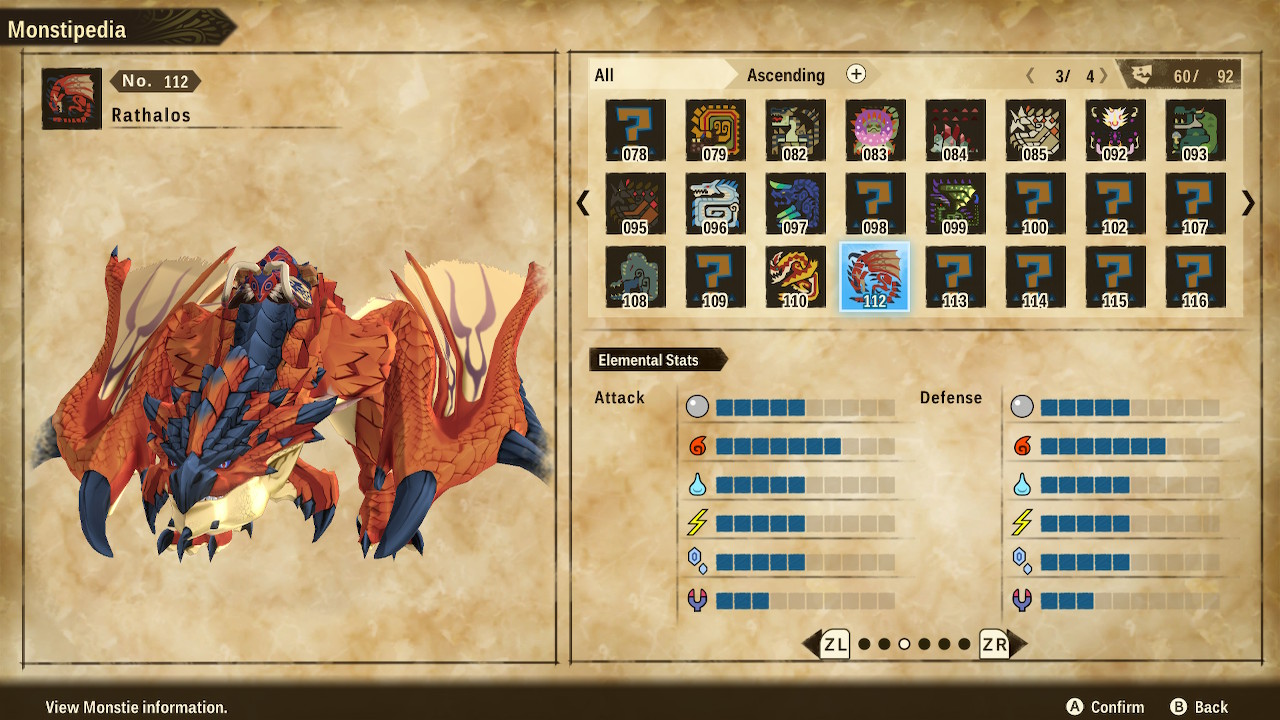 Monstipedia
No. 112
Rathalos
All
Ascending
3/ 4
60/ 92
078 079 082 083 084 085 092 093
095 096 097 098 099 100 102 107
108 109 110 112 113 114 115 116
Elemental Stats
Attack
Defense
ZL
ZR
View Monstie information.
A Confirm
B Back